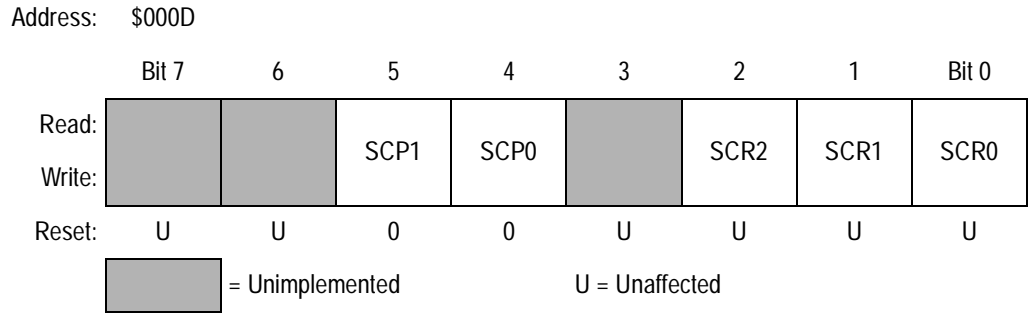 Address: $000D
Bit 7 6 5 4 3 2 1 Bit 0
Read:
SCP1 SCP0 SCR2 SCR1 SCR0
Write:
Reset: U U 0 0 U U U U
= Unimplemented U = Unaffected